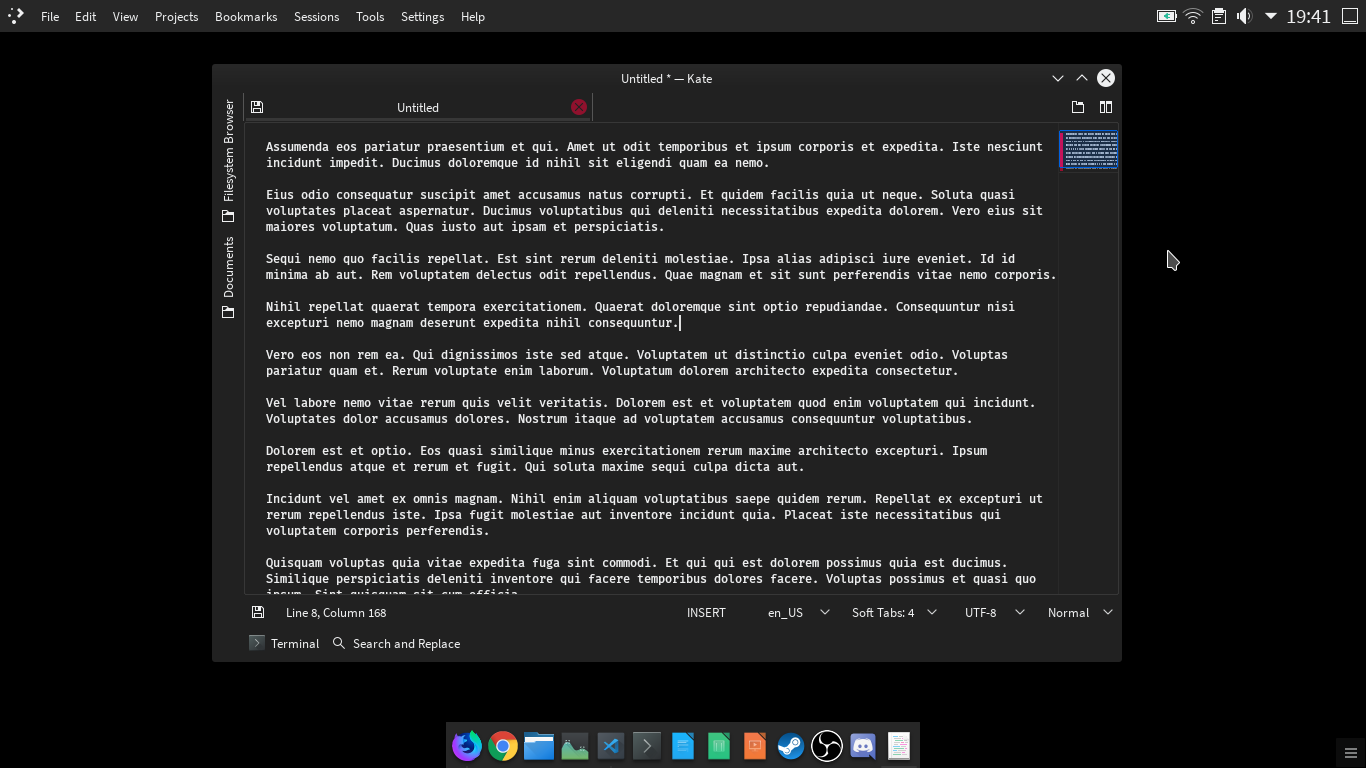 File Edit View Projects Bookmarks Sessions Tools Settings Help
19:41
Untitled * — Kate
Untitled
Filesystem Browser
Documents
Assumenda eos pariatur praesentium et qui. Amet ut odit temporibus et ipsum corporis et expedita. Iste nesciunt
incidunt impedit. Ducimus doloremque id nihil sit eligendi quam ea nemo.
Eius odio consequatur suscipit amet accusamus natus corrupti. Et quidem facilis quia ut neque. Soluta quasi
voluptates placeat aspernatur. Ducimus voluptatibus qui deleniti necessitatibus expedita dolorem. Vero eius sit
maiores voluptatum. Quas iusto aut ipsam et perspiciatis.
Sequi nemo quo facilis repellat. Est sint rerum deleniti molestiae. Ipsa alias adipisci iure eveniet. Id id
minima ab aut. Rem voluptatem delectus odit repellendus. Quae magnam et sit sunt perferendis vitae nemo corporis.
Nihil repellat quaerat tempora exercitationem. Quaerat doloremque sint optio repudiandae. Consequuntur nisi
excepturi nemo magnam deserunt expedita nihil consequuntur.
Vero eos non rem ea. Qui dignissimos iste sed atque. Voluptatem ut distinctio culpa eveniet odio. Voluptas
pariatur quam et. Rerum voluptate enim laborum. Voluptatum dolorem architecto expedita consectetur.
Vel labore nemo vitae rerum quis velit veritatis. Dolorem est et voluptatem quod enim voluptatem qui incidunt.
Voluptates dolor accusamus dolores. Nostrum itaque ad voluptatem accusamus consequuntur voluptatibus.
Dolorem est et optio. Eos quasi similique minus exercitationem rerum maxime architecto excepturi. Ipsum
repellendus atque et rerum et fugit. Qui soluta maxime sequi culpa dicta aut.
Incidunt vel amet ex omnis magnam. Nihil enim aliquam voluptatibus saepe quidem rerum. Repellat ex excepturi ut
rerum repellendus iste. Ipsa fugit molestiae aut inventore incidunt quia. Placeat iste necessitatibus qui
voluptatem corporis perferendis.
Quisquam voluptas quia vitae expedita fuga sint commodi. Et qui qui est dolorem possimus quia est ducimus.
Similique perspiciatis deleniti inventore qui facere temporibus dolores facere. Voluptas possimus et quasi quo
ipsum. Sint quisquam sit cum officia.
Line 8, Column 168 INSERT en_US Soft Tabs: 4 UTF-8 Normal
Terminal Search and Replace